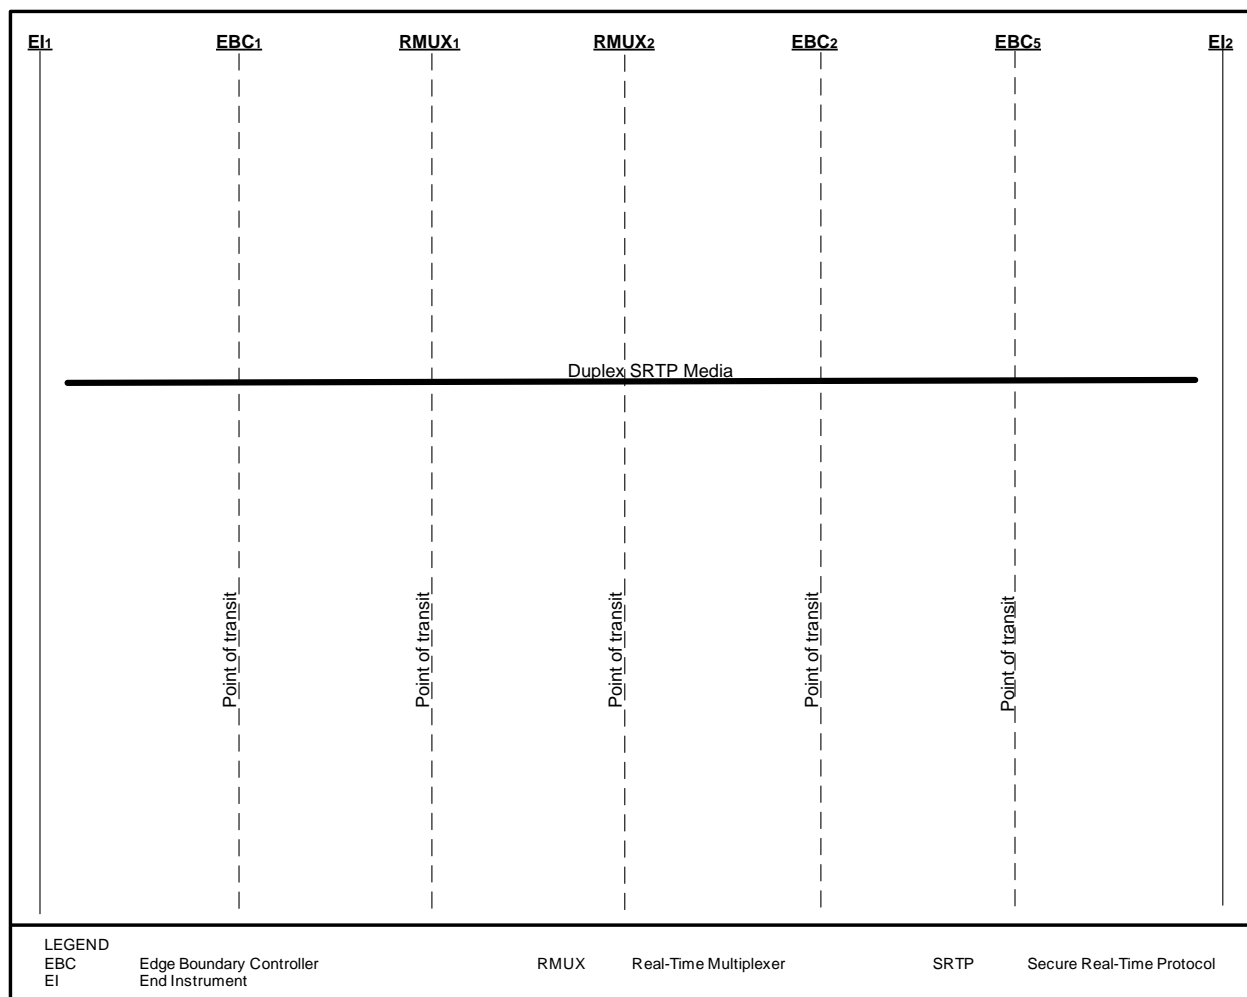 EI1 EBC1 RMUX1 RMUX2 EBC2 EBC5 EI2
Duplex SRTP Media
Point of transit
Point of transit
Point of transit
Point of transit
Point of transit
LEGEND
EBC Edge Boundary Controller RMUX Real-Time Multiplexer SRTP Secure Real-Time Protocol
EI End Instrument